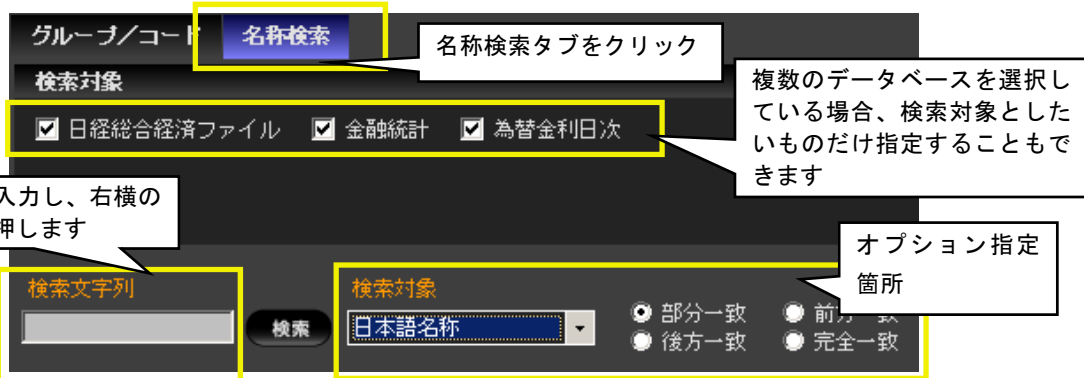 グループ/コード 名称検索
名称検索タブをクリック
検索対象
複数のデータベースを選択し
ている場合、検索対象とした
いものだけ指定することもで
きます
日経総合経済ファイル 金融統計 為替金利日次
入力し、右横の
押します
オプション指定
箇所
検索文字列
検索
検索対象
日本語名称
部分一致 前方一致
後方一致 完全一致